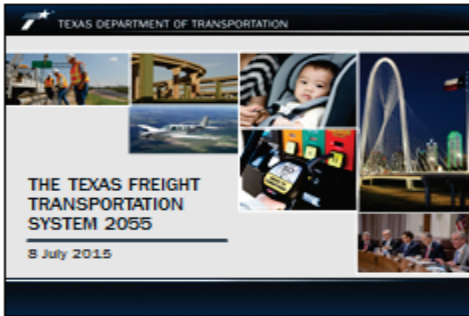 TEXAS DEPARTMENT OF TRANSPORTATION
THE TEXAS FREIGHT
TRANSPORTATION
SYSTEM 2055
8 July 2015